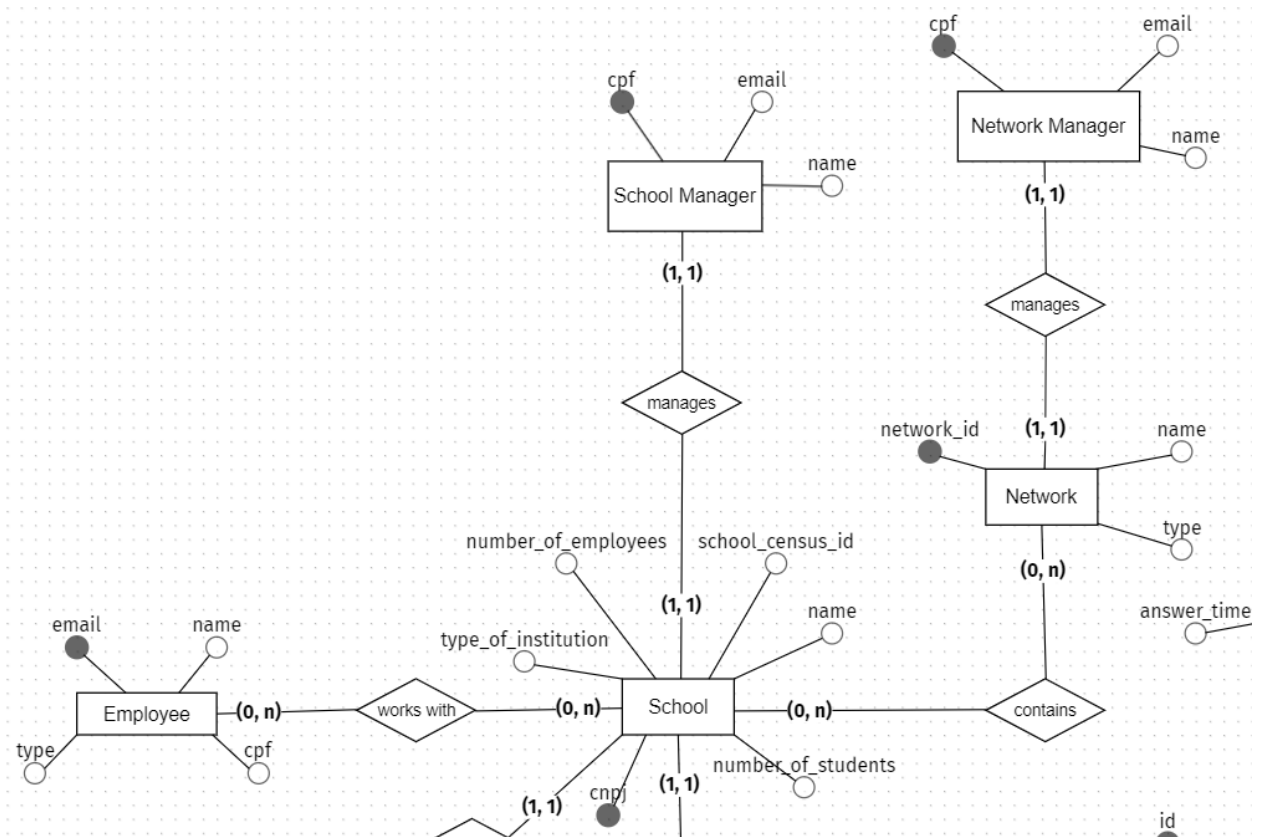 cpf
email
cpf
email
Network Manager
name
name
School Manager
(1, 1)
(1, 1)
manages
manages
network_id
(1, 1)
name
Network
type
number_of_employees
school_census_id
(0, n)
(1, 1)
name
answer_time
email
name
type_of_institution
Employee
(0, n)
works with
(0, n)
School
(0, n)
contains
type
cpf
number_of_students
(1, 1)
cnpj
(1, 1)
id